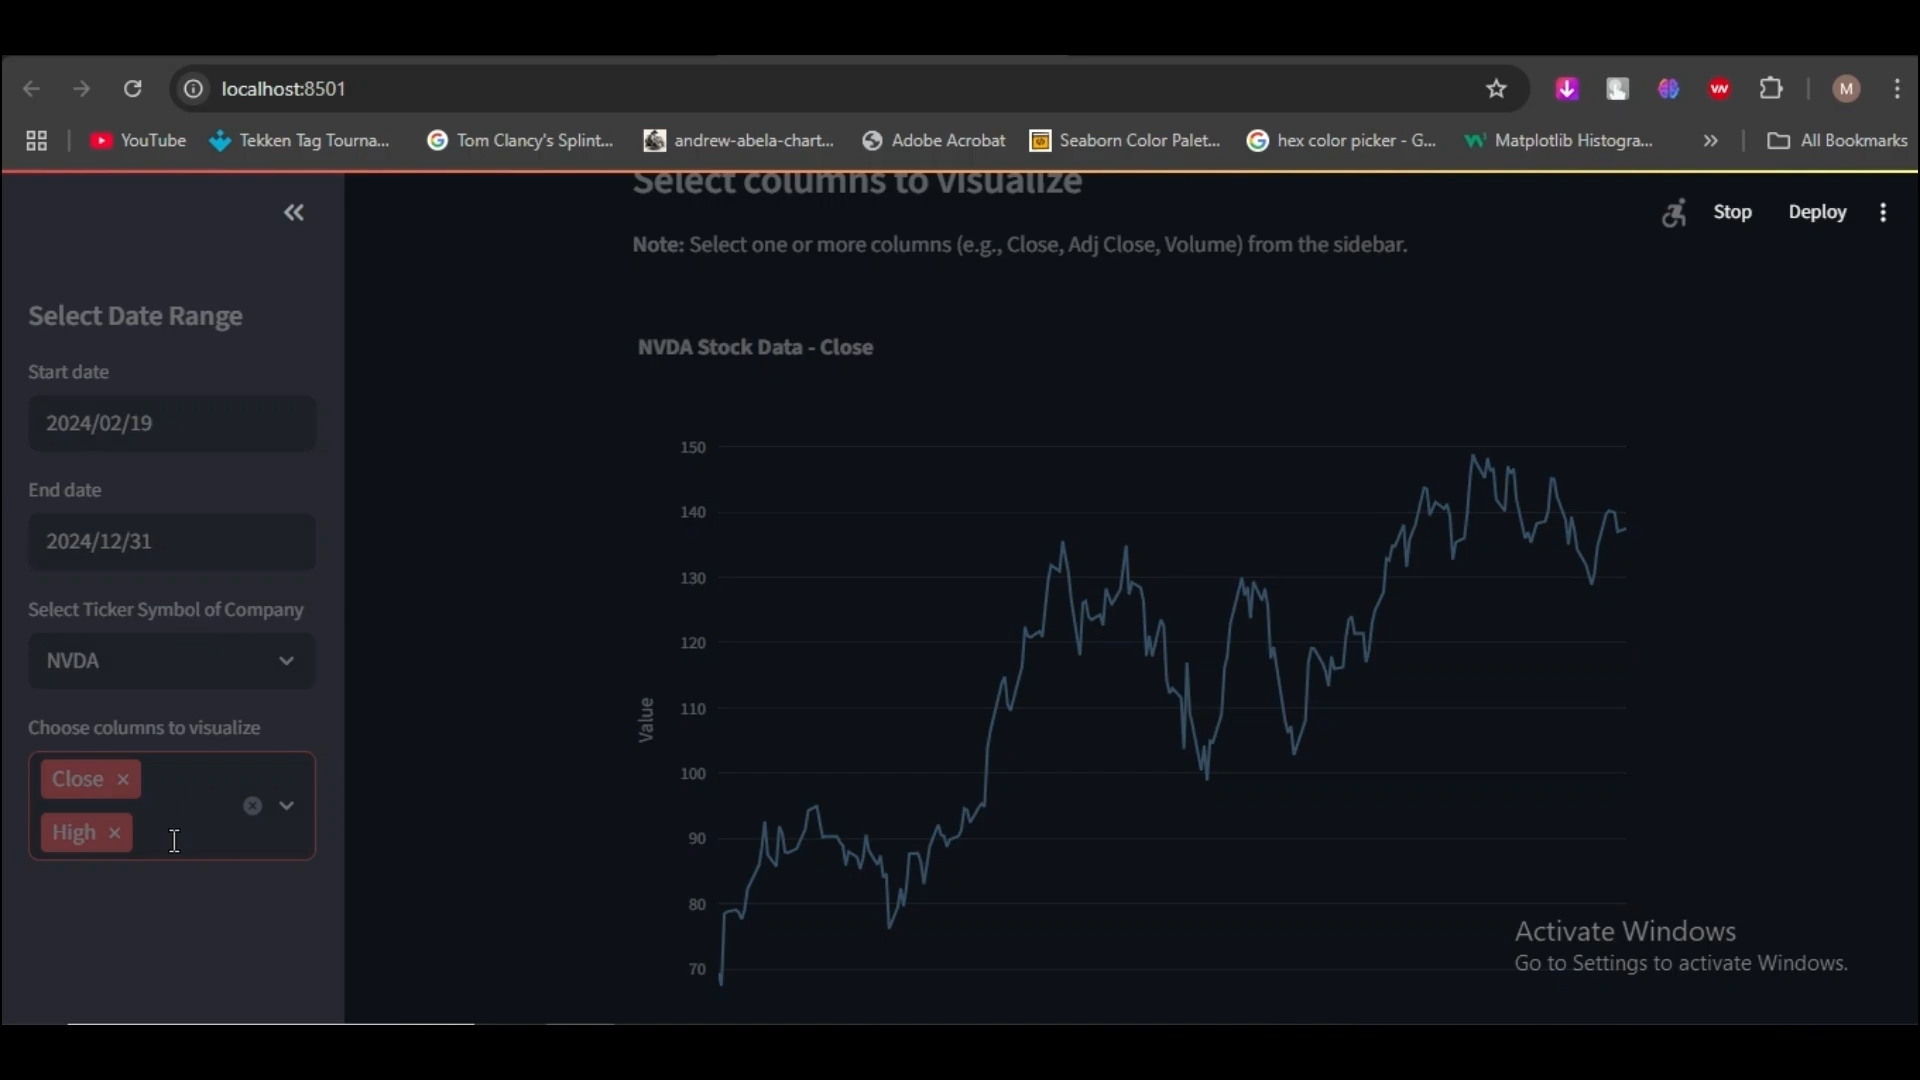 localhost:8501
M
YouTube
Tekken Tag Tourna...
Tom Clancy's Splint...
andrew-abela-chart...
Adobe Acrobat
Seaborn Color Palet...
hex color picker - G...
Matplotlib Histogra...
All Bookmarks
Select columns to visualize
Stop
Deploy
Note: Select one or more columns (e.g., Close, Adj Close, Volume) from the sidebar.
Select Date Range
Start date
2024/02/19
End date
2024/12/31
Select Ticker Symbol of Company
NVDA
Choose columns to visualize
Close
High
NVDA Stock Data - Close
150
140
130
120
110
100
90
80
70
Value
Activate Windows
Go to Settings to activate Windows.